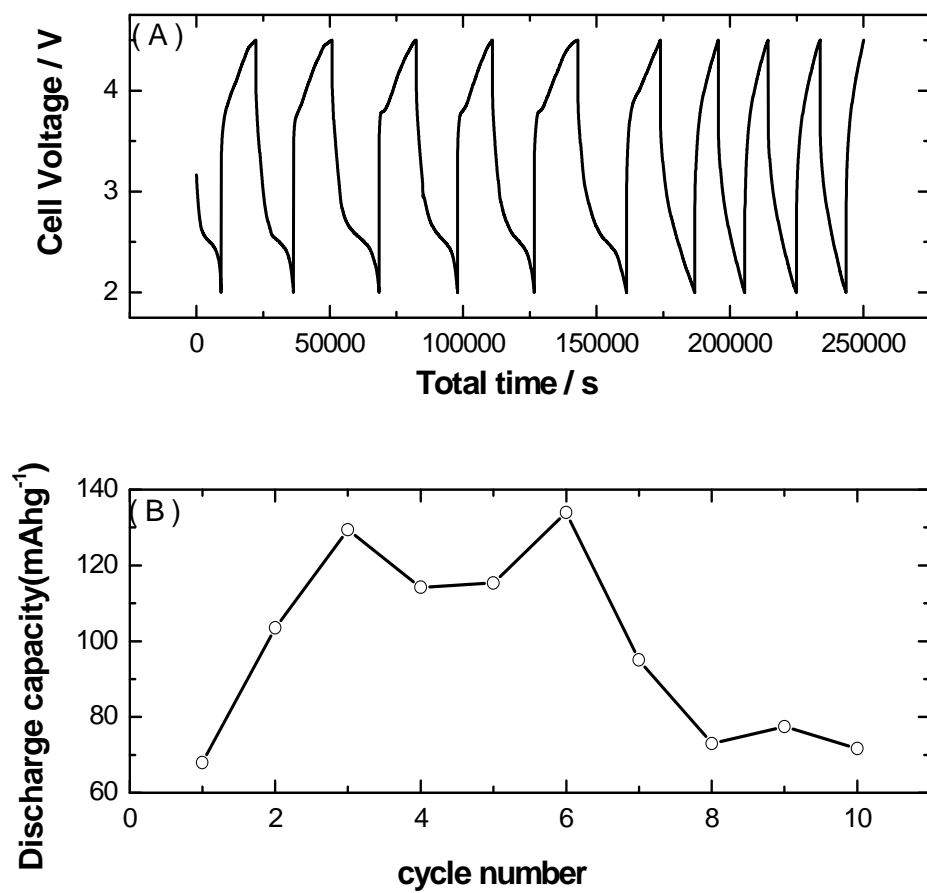 (A)
Cell Voltage / V
4
3
2
0 50000 100000 150000 200000 250000
Total time / s
(B)
Discharge capacity(mAhg⁻¹)
140
120
100
80
60
0 2 4 6 8 10
cycle number